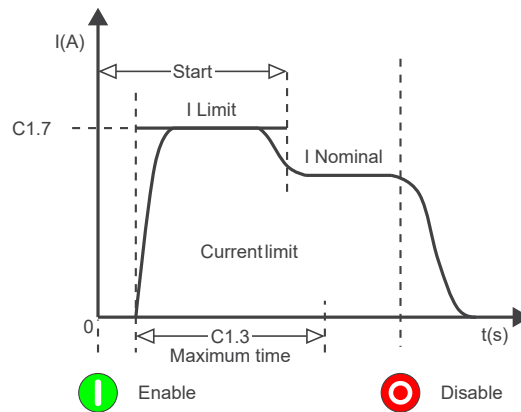 I(A)
Start
I Limit
C1.7
I Nominal
Current limit
0
C1.3
t(s)
Maximum time
Enable
Disable